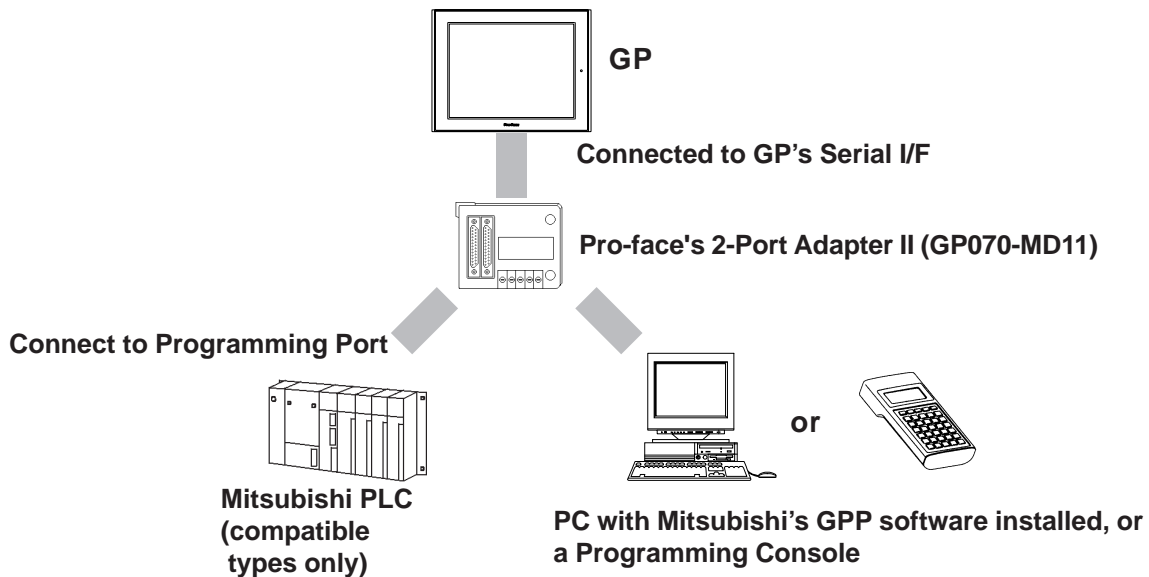 GP
Connected to GP’s Serial I/F
Pro-face's 2-Port Adapter II (GP070-MD11)
Connect to Programming Port
or
Mitsubishi PLC
(compatible
types only)
PC with Mitsubishi’s GPP software installed, or
a Programming Console